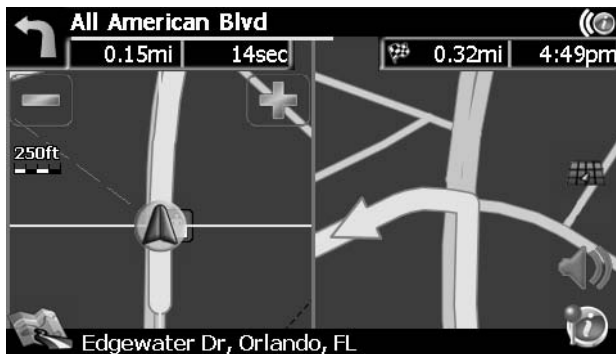 All American Blvd
0.15mi 14sec 0.32mi 4:49pm
250ft
Edgewater Dr, Orlando, FL